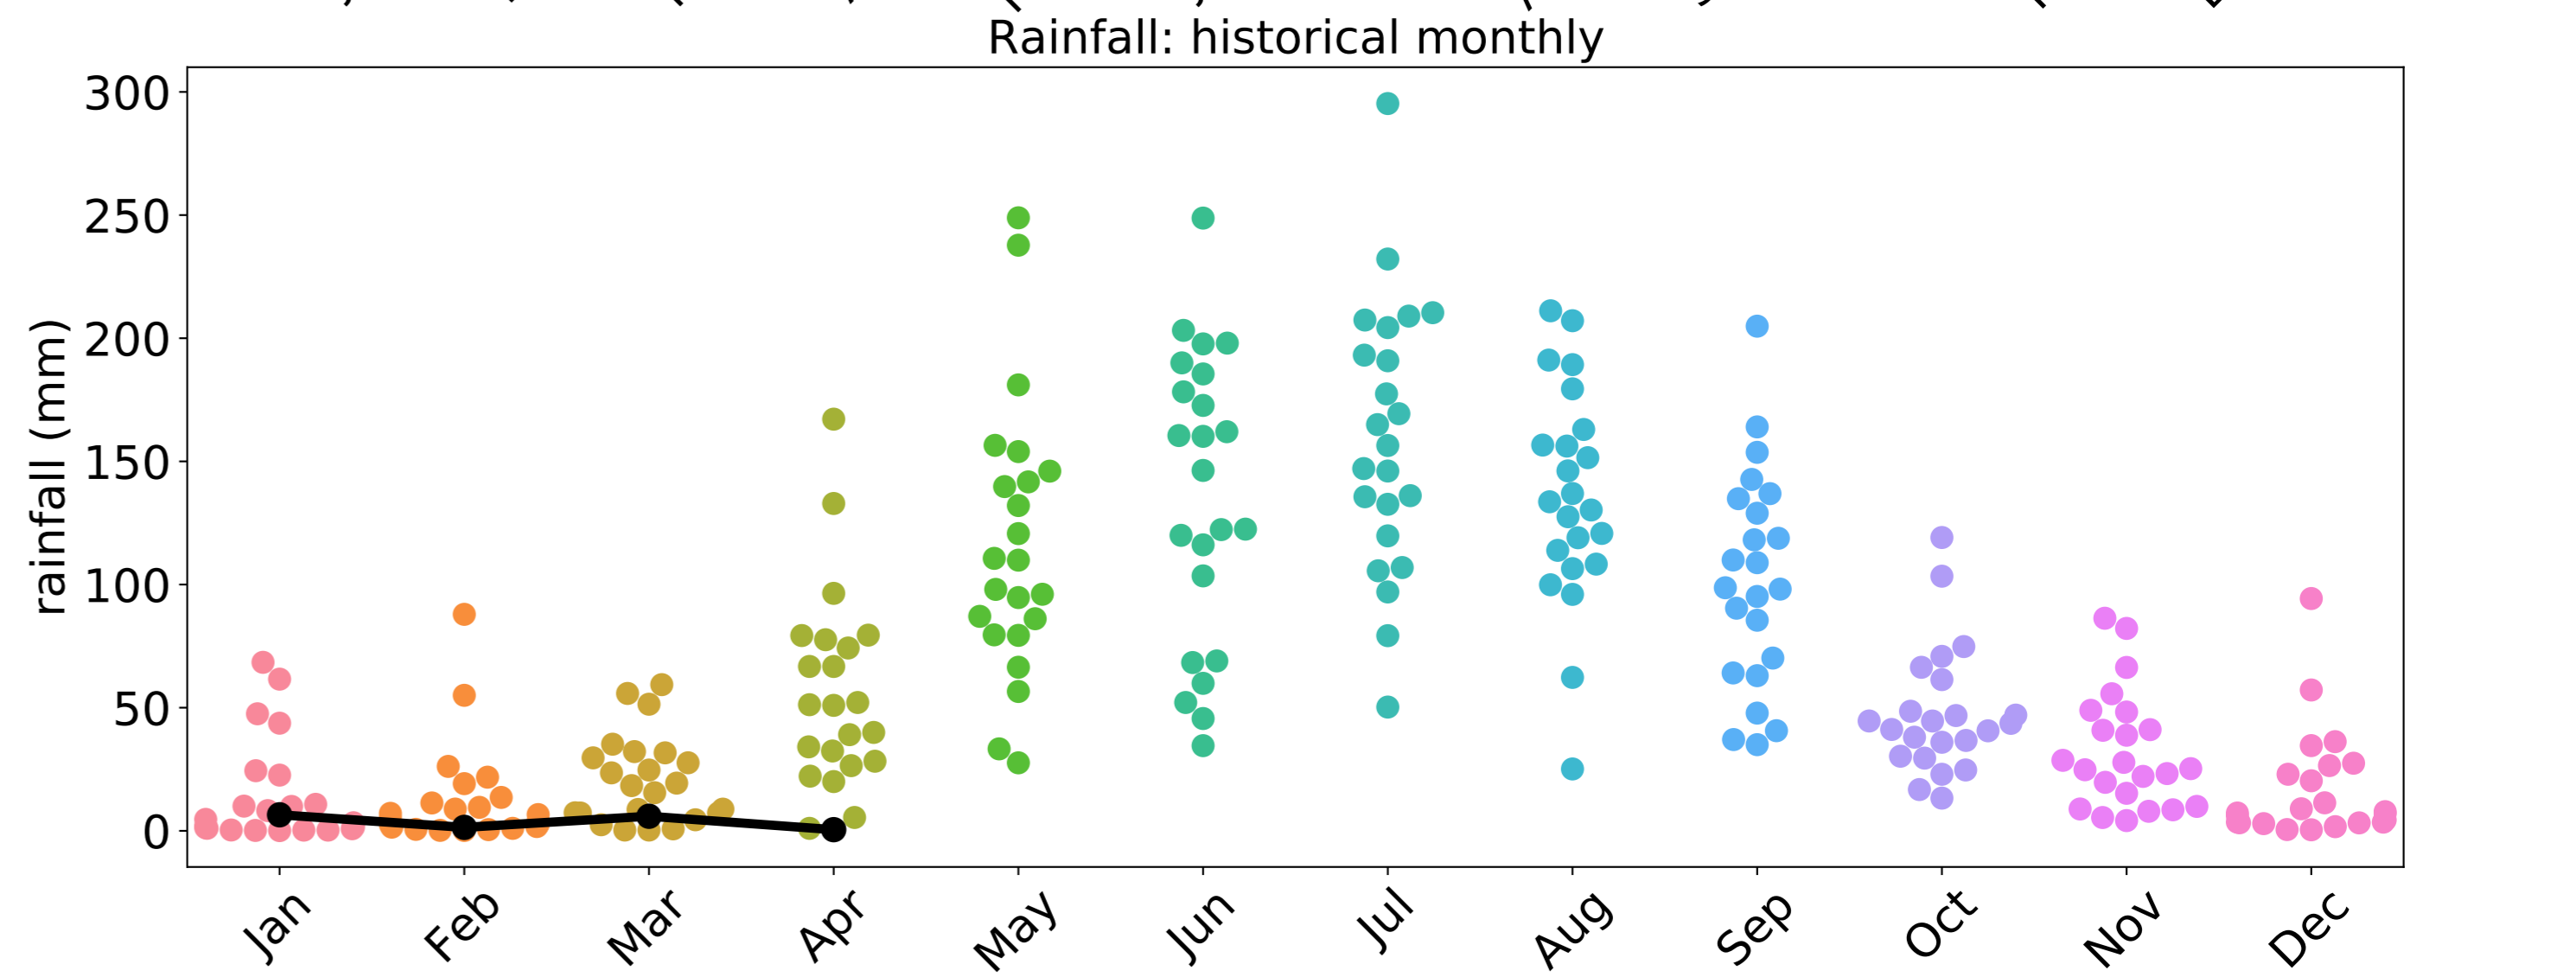 Rainfall: historical monthly
rainfall (mm)
300
250
200
150
100
50
0
Jan
Feb
Mar
Apr
May
Jun
Jul
Aug
Sep
Oct
Nov
Dec